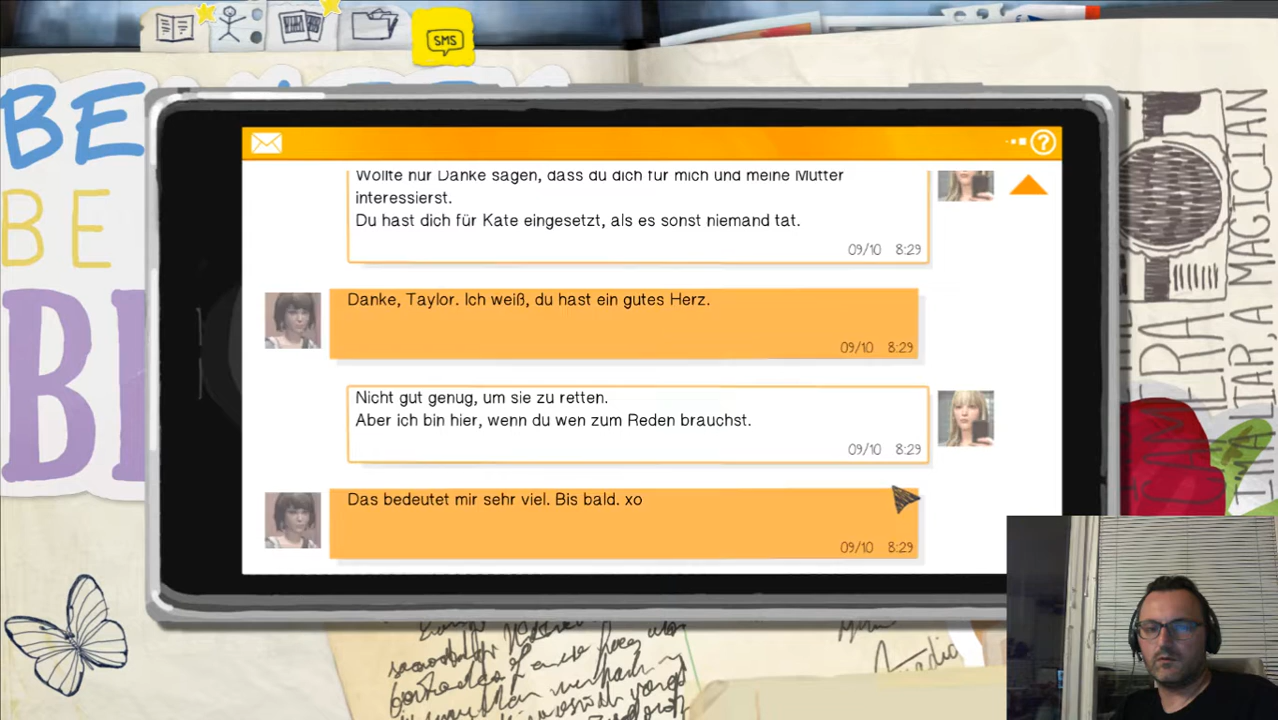 SMS
BE
BE
B
?
Wollte nur Danke sagen, dass du dich für mich und meine Mutter
interessierst.
Du hast dich für Kate eingesetzt, als es sonst niemand tat.
09/10 8:29
Danke, Taylor. Ich weiß, du hast ein gutes Herz.
09/10 8:29
Nicht gut genug, um sie zu retten.
Aber ich bin hier, wenn du wen zum Reden brauchst.
09/10 8:29
Das bedeutet mir sehr viel. Bis bald. xo
09/10 8:29
CAMERA
LIAR, A MAGICIAN